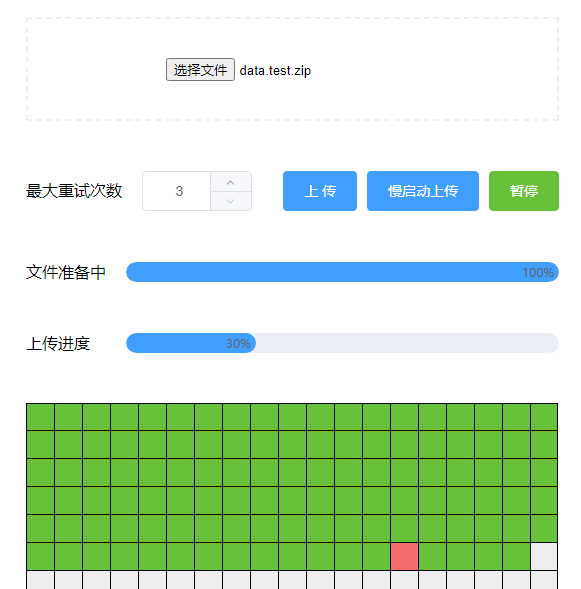 选择文件 data.test.zip
最大重试次数 3 上 传 慢启动上传 暂停
文件准备中 100%
上传进度 30%